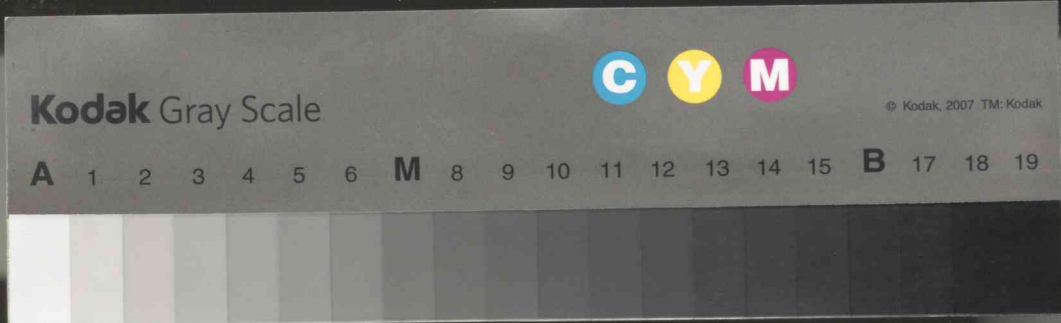 C Y M
Kodak Gray Scale
© Kodak, 2007 TM: Kodak
A 1 2 3 4 5 6 M 8 9 10 11 12 13 14 15 B 17 18 19